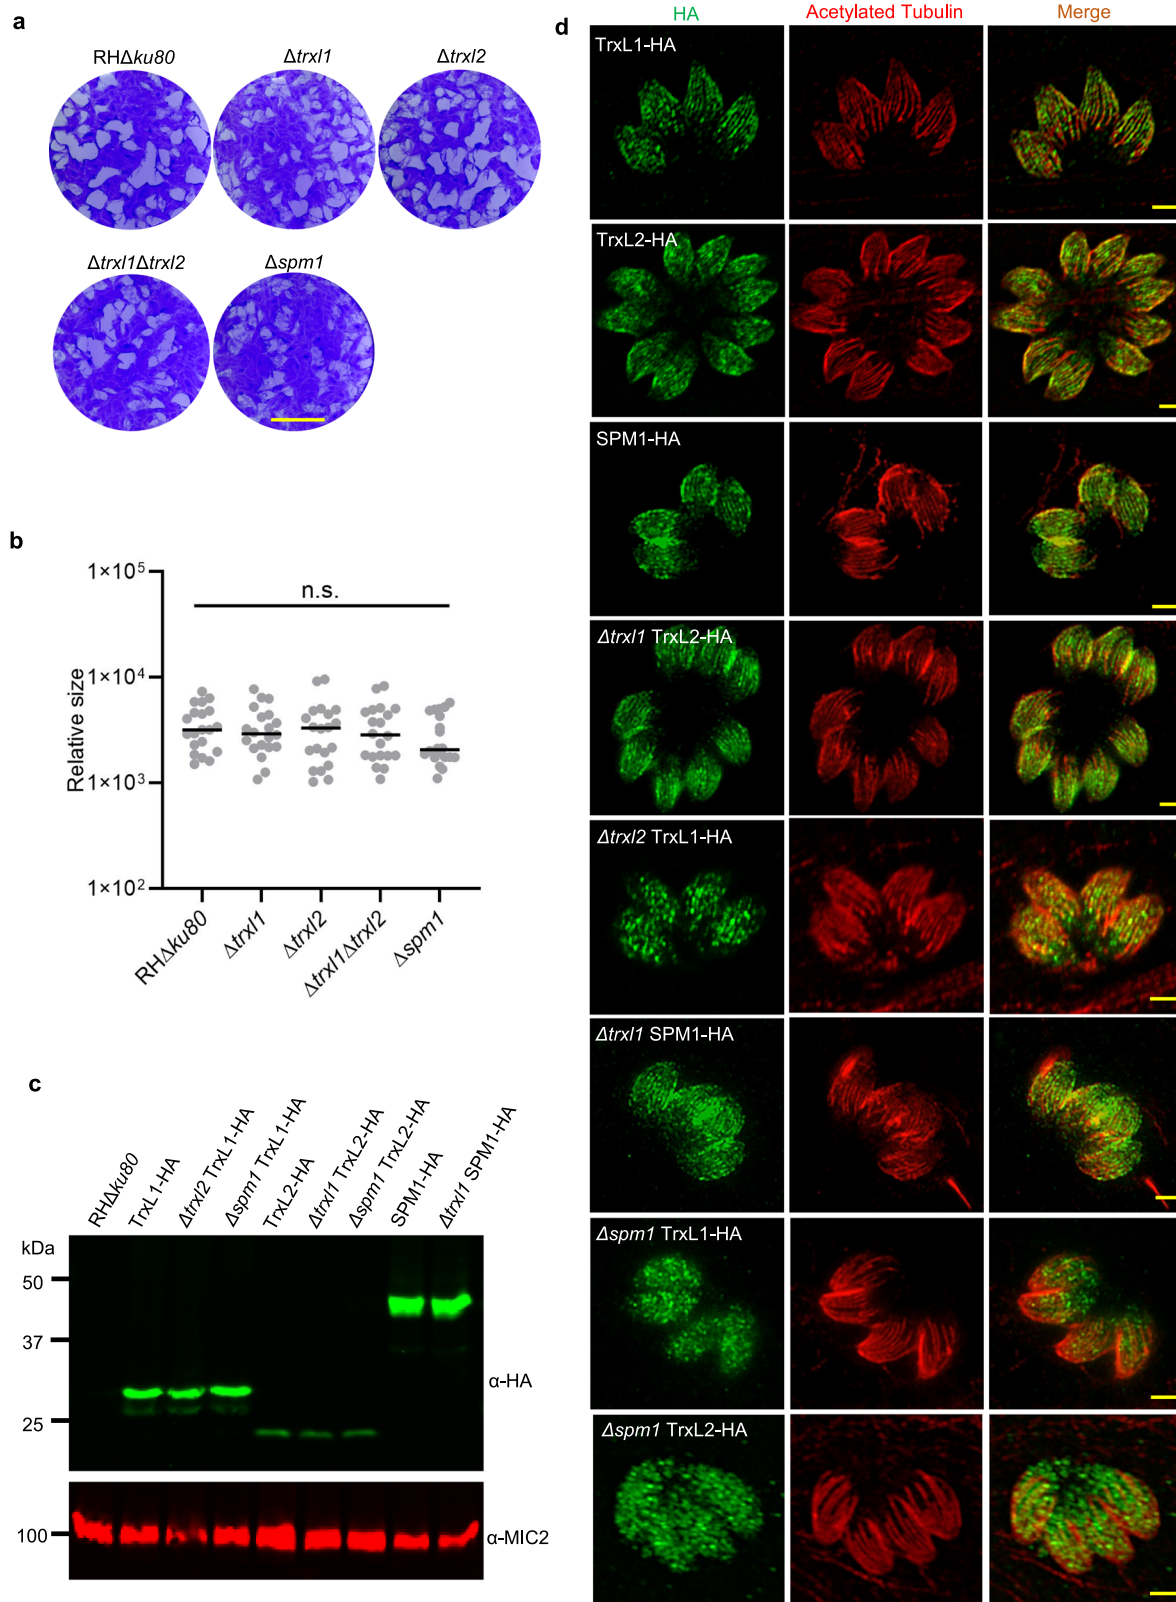 a
RHΔku80
Δtrxl1
Δtrxl2
Δtrxl1Δtrxl2
Δspm1
b
1×10⁵
1×10⁴
1×10³
1×10²
Relative size
n.s.
RHΔku80
Δtrxl1
Δtrxl2
Δtrxl1Δtrxl2
Δspm1
c
RHΔku80
TrxL1-HA
Δtrxl2 TrxL1-HA
Δspm1 TrxL1-HA
TrxL2-HA
Δtrxl1 TrxL2-HA
Δspm1 TrxL2-HA
SPM1-HA
Δtrxl1 SPM1-HA
kDa
50
37
25
α-HA
100
α-MIC2
d
HA
Acetylated Tubulin
Merge
TrxL1-HA
TrxL2-HA
SPM1-HA
Δtrxl1 TrxL2-HA
Δtrxl2 TrxL1-HA
Δtrxl1 SPM1-HA
Δspm1 TrxL1-HA
Δspm1 TrxL2-HA